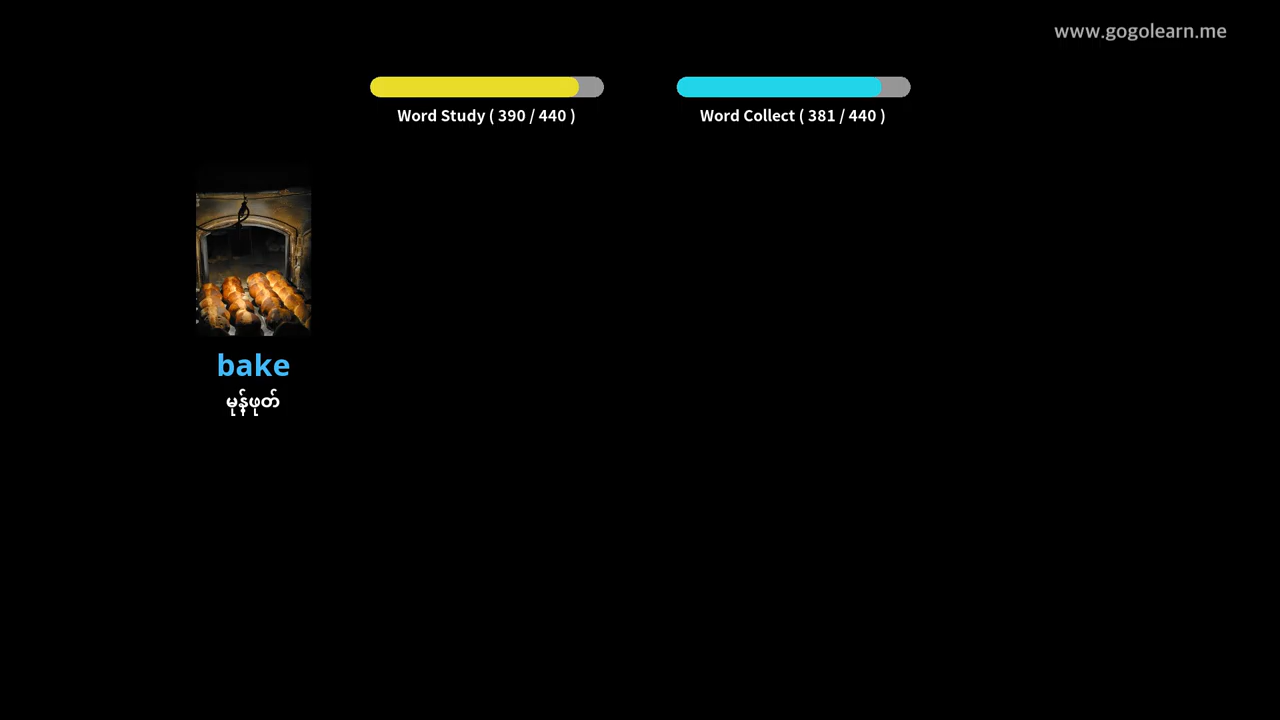 www.gogolearn.me
Word Study ( 390 / 440 )
Word Collect ( 381 / 440 )
bake
မုန့်ဖုတ်